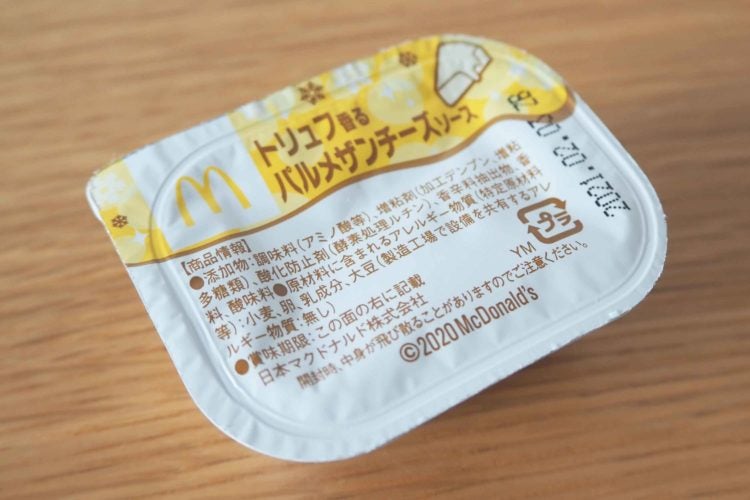 トリュフ香る
パルメザンチーズソース
[商品情報]
●添加物:調味料(アミノ酸等)、増粘剤(加工デンプン、増粘
多糖類)、酸化防止剤(酵素処理ルチン)、香辛料抽出物、香
料、酸味料●原材料に含まれるアレルギー物質(特定原材料
等):小麦、卵、乳成分、大豆(製造工場で設備を共有するアレ
ルギー物質:無し)
●賞味期限:この面の右に記載
日本マクドナルド株式会社
開封時、中身が飛び散ることがありますのでご注意ください。
©2020 McDonald's
YM
プラ
2021.02.02